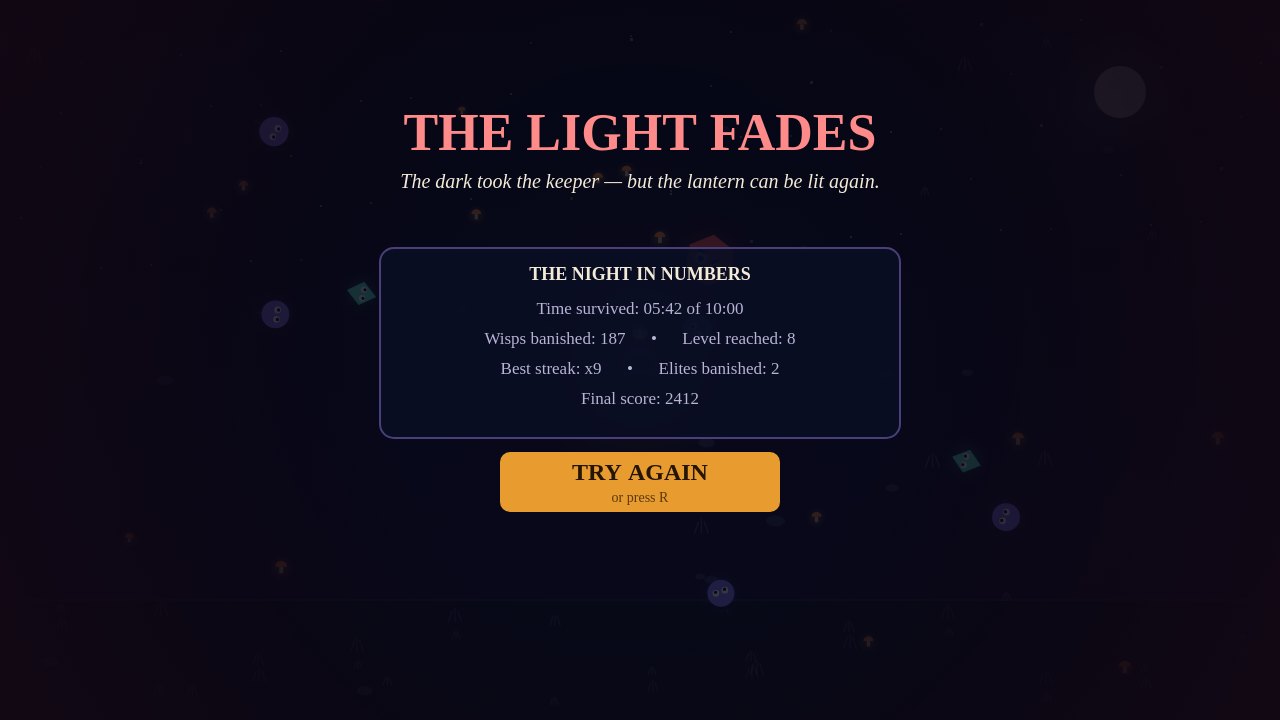 THE LIGHT FADES
The dark took the keeper — but the lantern can be lit again.
THE NIGHT IN NUMBERS
Time survived: 05:42 of 10:00
Wisps banished: 187 • Level reached: 8
Best streak: x9 • Elites banished: 2
Final score: 2412
TRY AGAIN
or press R